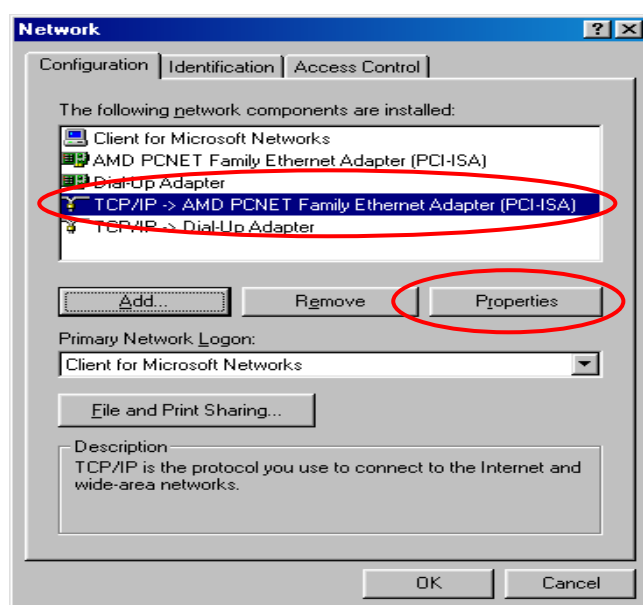 Network
Configuration Identification Access Control
The following network components are installed:
Client for Microsoft Networks
AMD PCNET Family Ethernet Adapter (PCI-ISA)
Dial-Up Adapter
TCP/IP -> AMD PCNET Family Ethernet Adapter (PCI-ISA)
TCP/IP -> Dial-Up Adapter
Add... Remove Properties
Primary Network Logon:
Client for Microsoft Networks
File and Print Sharing...
Description
TCP/IP is the protocol you use to connect to the Internet and
wide-area networks.
OK Cancel